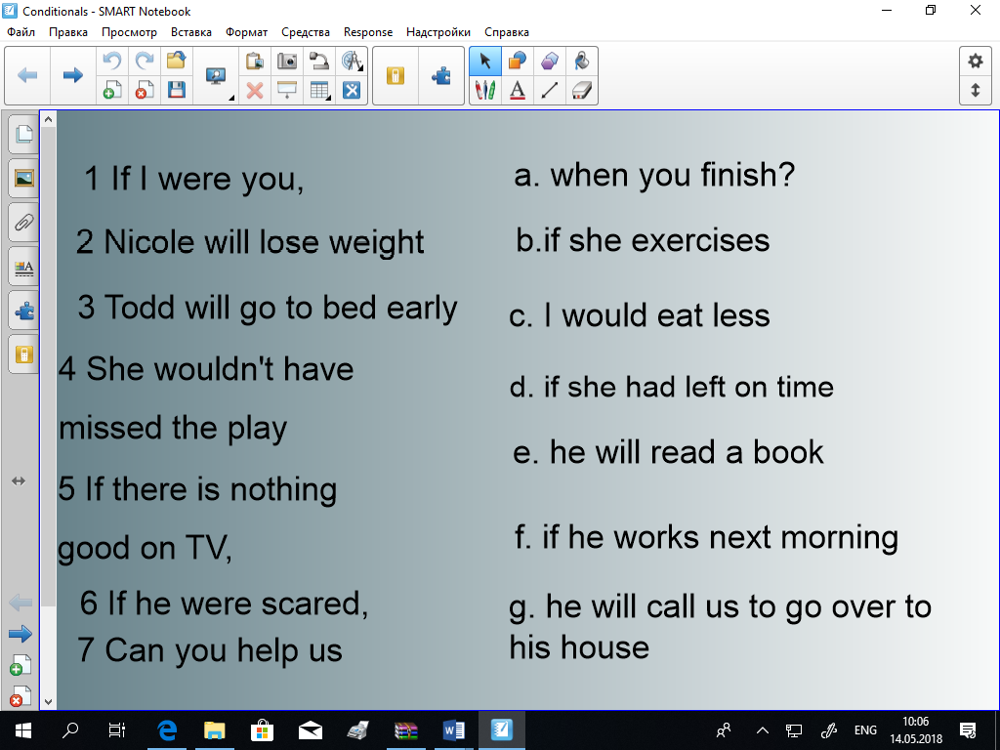 Conditionals - SMART Notebook
Файл Правка Просмотр Вставка Формат Средства Response Надстройки Справка
1 If I were you,
2 Nicole will lose weight
3 Todd will go to bed early
4 She wouldn't have
missed the play
5 If there is nothing
good on TV,
6 If he were scared,
7 Can you help us
a. when you finish?
b.if she exercises
c. I would eat less
d. if she had left on time
e. he will read a book
f. if he works next morning
g. he will call us to go over to
his house
ENG
10:06
14.05.2018